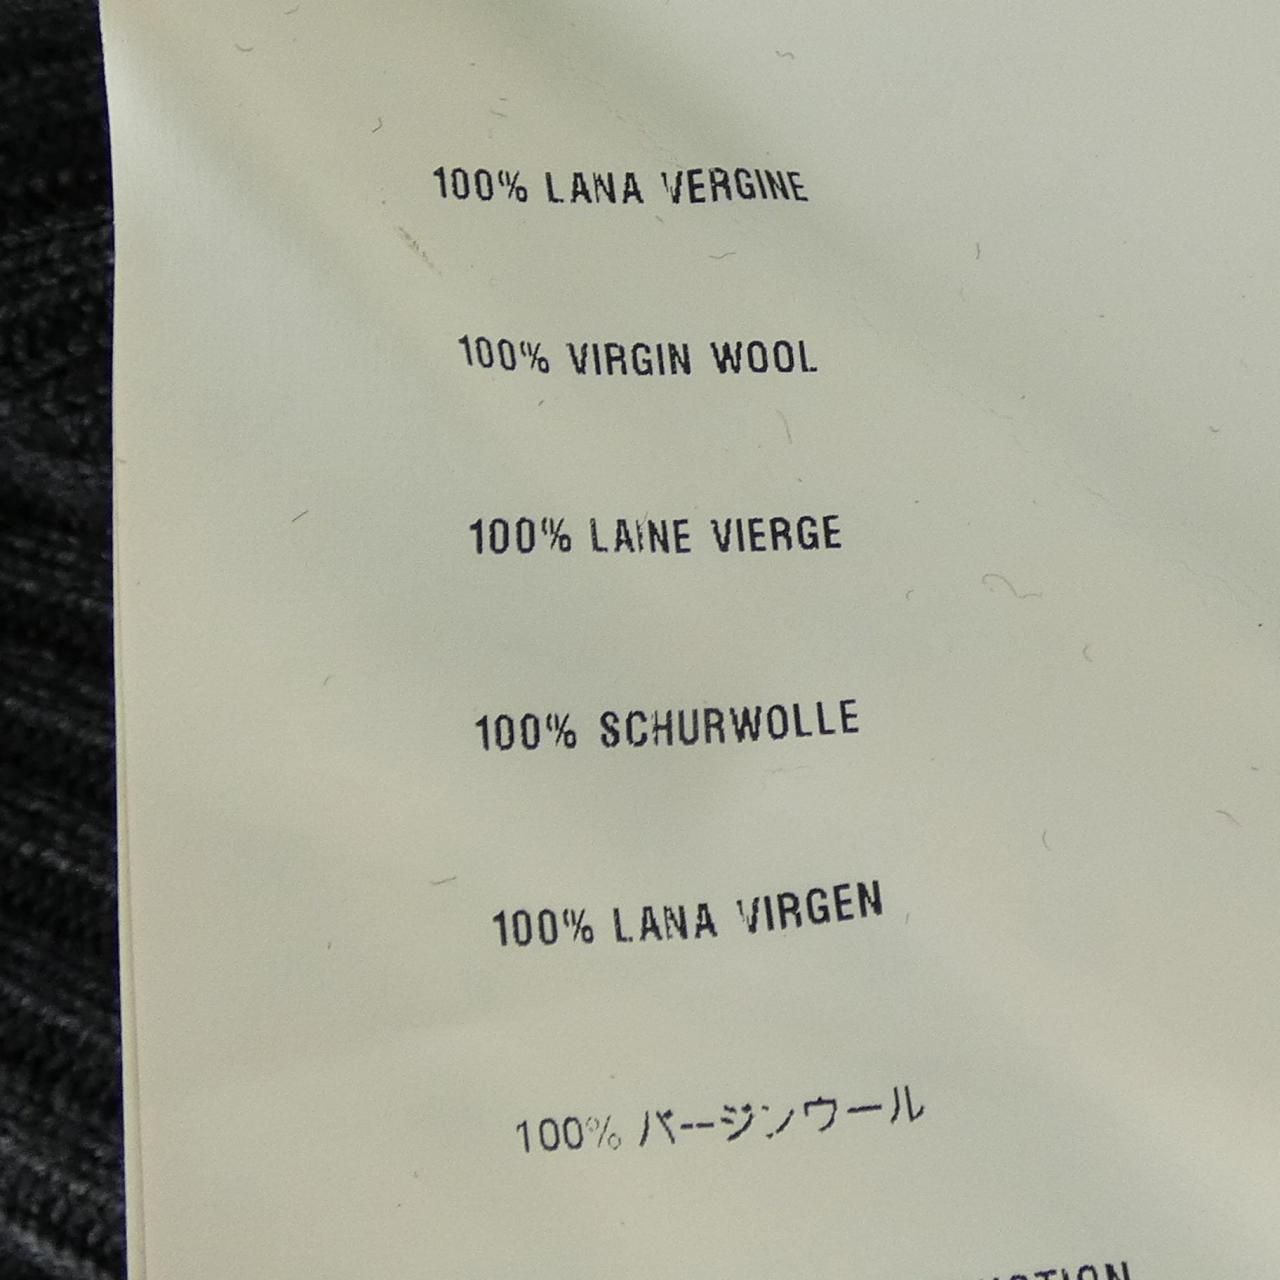 100% LANA VERGINE
100% VIRGIN WOOL
100% LAINE VIERGE
100% SCHURWOLLE
100% LANA VIRGEN
100% バージンウール